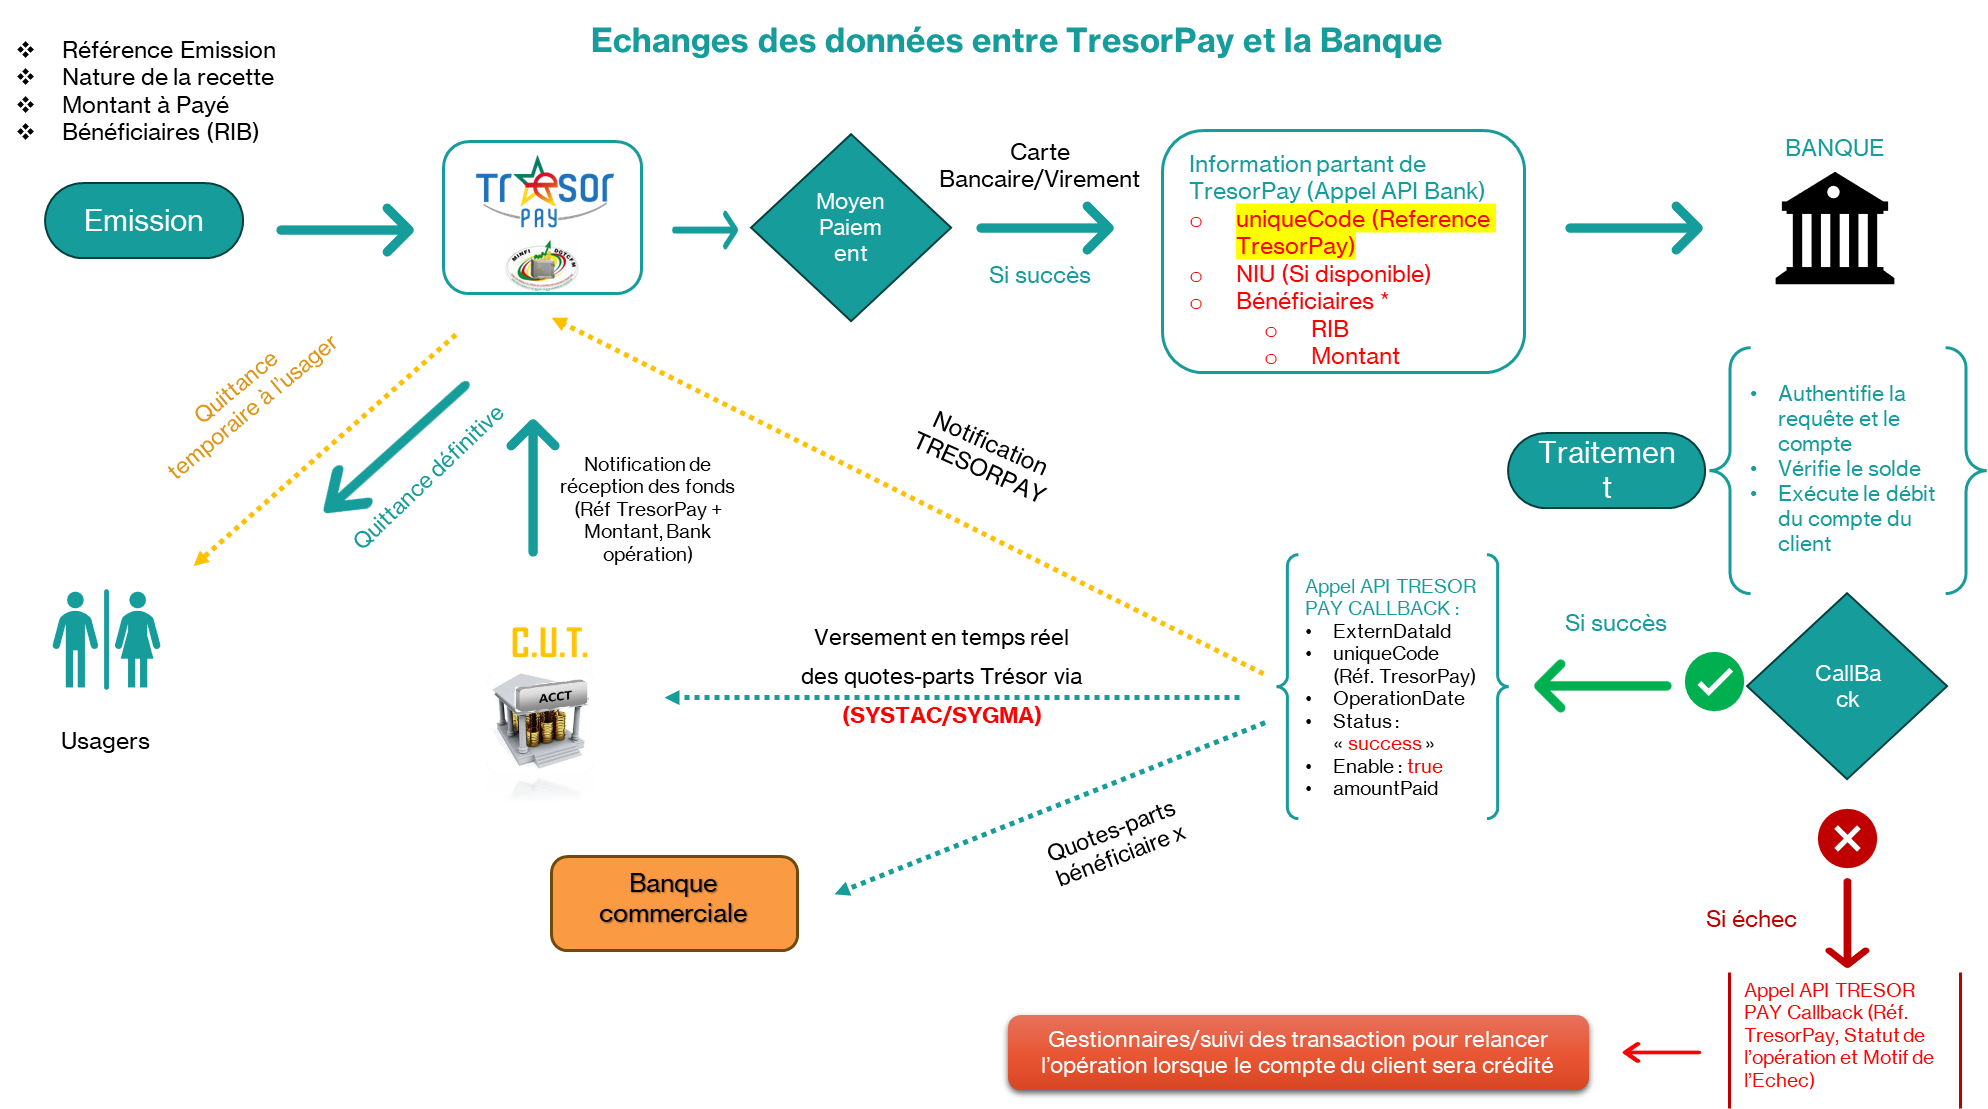 Echanges des données entre TresorPay et la Banque
Référence Emission
Nature de la recette
Montant à Payé
Bénéficiaires (RIB)
Emission
TrEsor
PAY
MINFI DGTCFM
Moyen
Paiem
ent
Carte
Bancaire/Virement
Si succès
Information partant de
TresorPay (Appel API Bank)
uniqueCode (Reference
TresorPay)
NIU (Si disponible)
Bénéficiaires *
RIB
Montant
BANQUE
Authentifie la
requête et le
compte
Vérifie le solde
Exécute le débit
du compte du
client
Traitemen
t
Quittance
temporaire à l'usager
Quittance définitive
Notification de
réception des fonds
(Réf TresorPay +
Montant, Bank
opération)
Notification
TRESORPAY
Usagers
C.U.T.
ACCT
Versement en temps réel
des quotes-parts Trésor via
(SYSTAC/SYGMA)
Appel API TRESOR
PAY CALLBACK :
ExternDataId
uniqueCode
(Réf. TresorPay)
OperationDate
Status :
« success »
Enable : true
amountPaid
Si succès
CallBa
ck
Quotes-parts
bénéficiaire x
Banque
commerciale
Si échec
Appel API TRESOR
PAY Callback (Réf.
TresorPay, Statut de
l'opération et Motif de
l'Echec)
Gestionnaires/suivi des transaction pour relancer
l'opération lorsque le compte du client sera crédité